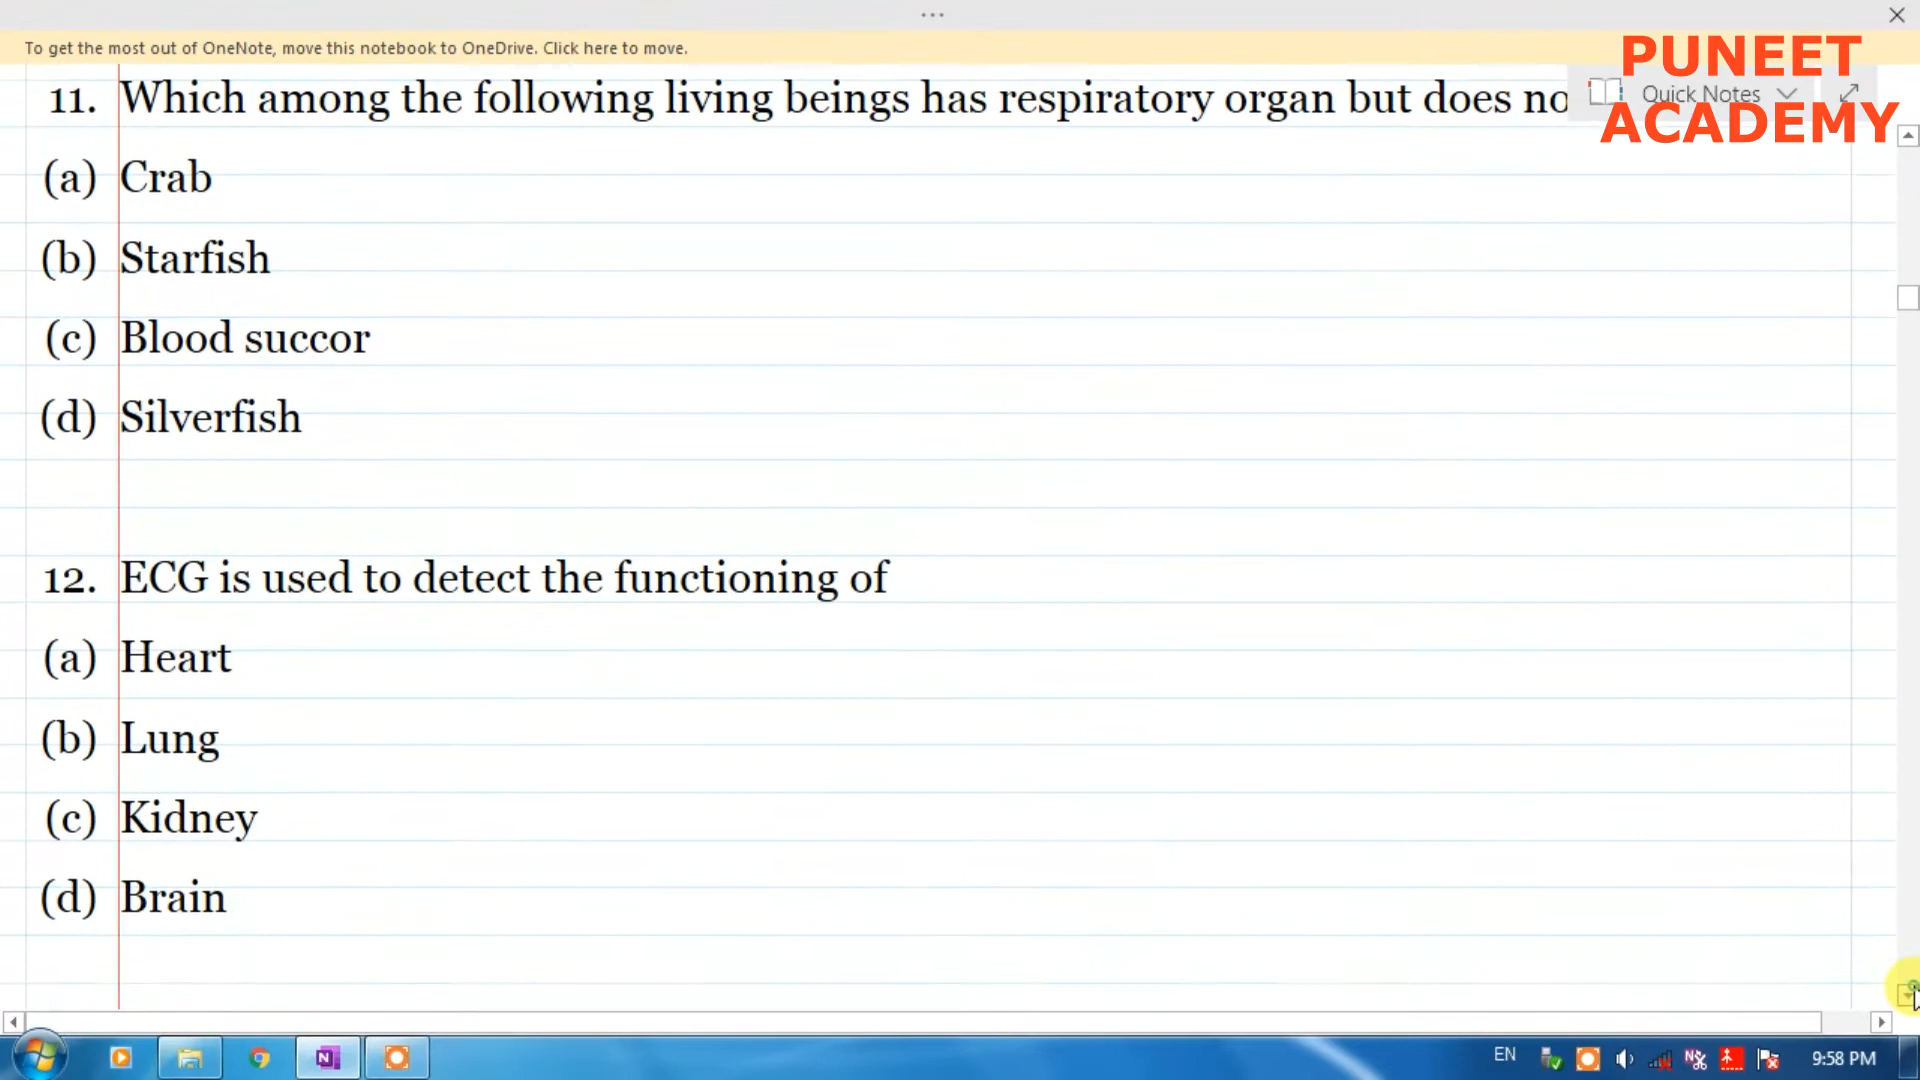 To get the most out of OneNote, move this notebook to OneDrive. Click here to move.
PUNEET
ACADEMY
Quick Notes
11. Which among the following living beings has respiratory organ but does no
(a) Crab
(b) Starfish
(c) Blood succor
(d) Silverfish
12. ECG is used to detect the functioning of
(a) Heart
(b) Lung
(c) Kidney
(d) Brain
EN
9:58 PM